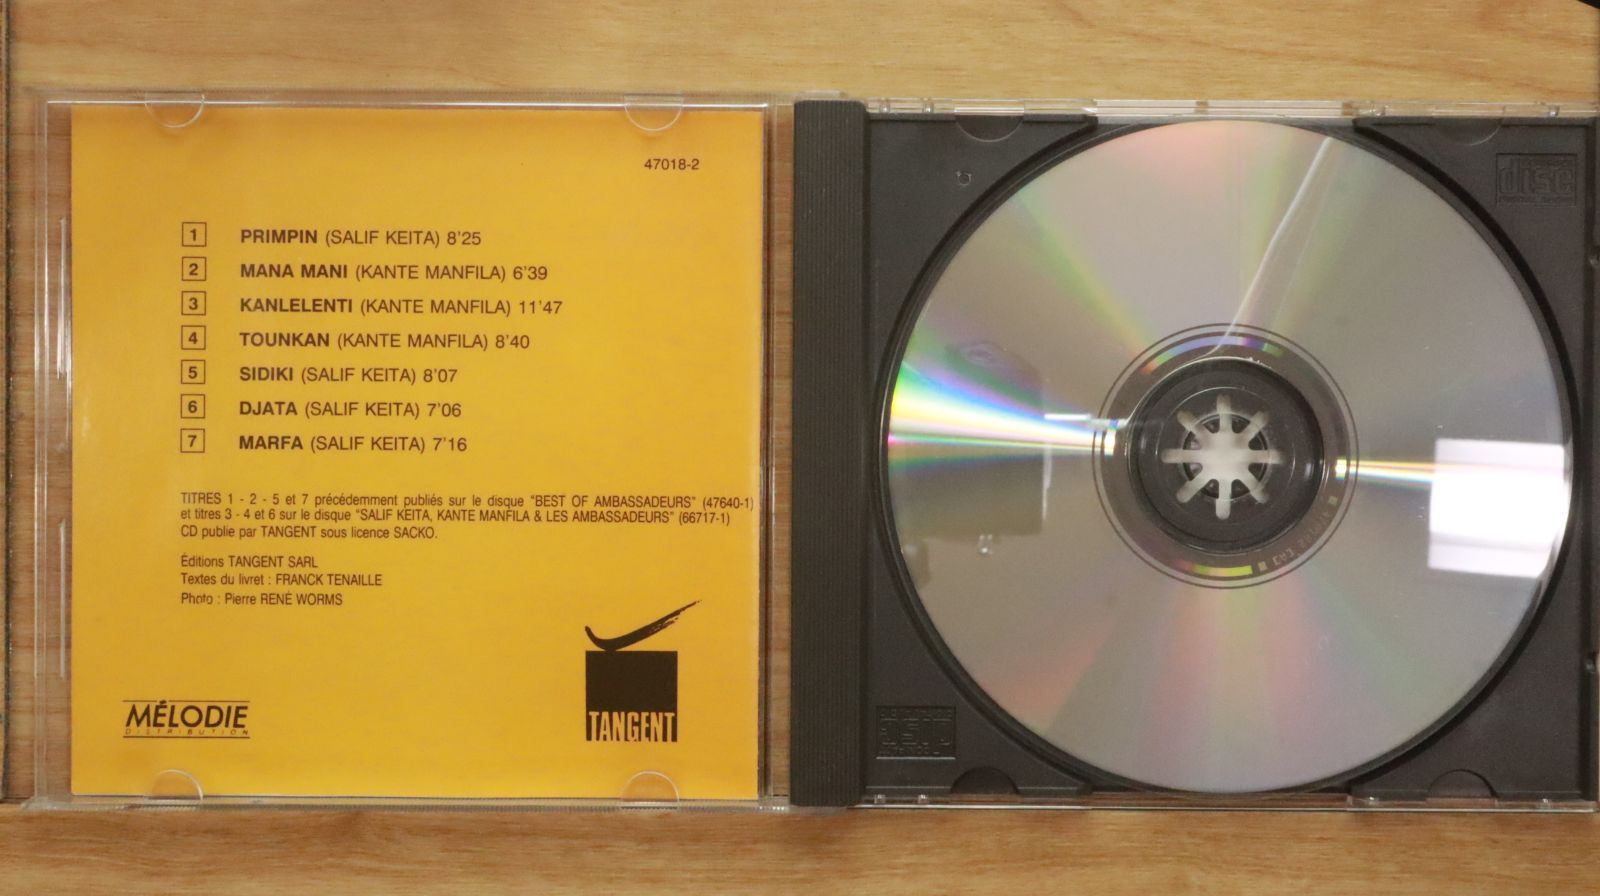 47018-2
1 PRIMPIN (SALIF KEITA) 8'25
2 MANA MANI (KANTE MANFILA) 6'39
3 KANLELENTI (KANTE MANFILA) 11'47
4 TOUNKAN (KANTE MANFILA) 8'40
5 SIDIKI (SALIF KEITA) 8'07
6 DJATA (SALIF KEITA) 7'06
7 MARFA (SALIF KEITA) 7'16
TITRES 1 - 2 - 5 et 7 précédemment publiés sur le disque "BEST OF AMBASSADEURS" (47640-1)
et titres 3 - 4 et 6 sur le disque "SALIF KEITA, KANTE MANFILA & LES AMBASSADEURS" (66717-1)
CD publie par TANGENT sous licence SACKO.
Éditions TANGENT SARL
Textes du livret : FRANCK TENAILLE
Photo : Pierre RENÉ WORMS
MÉLODIE
DISTRIBUTION
TANGENT
disc